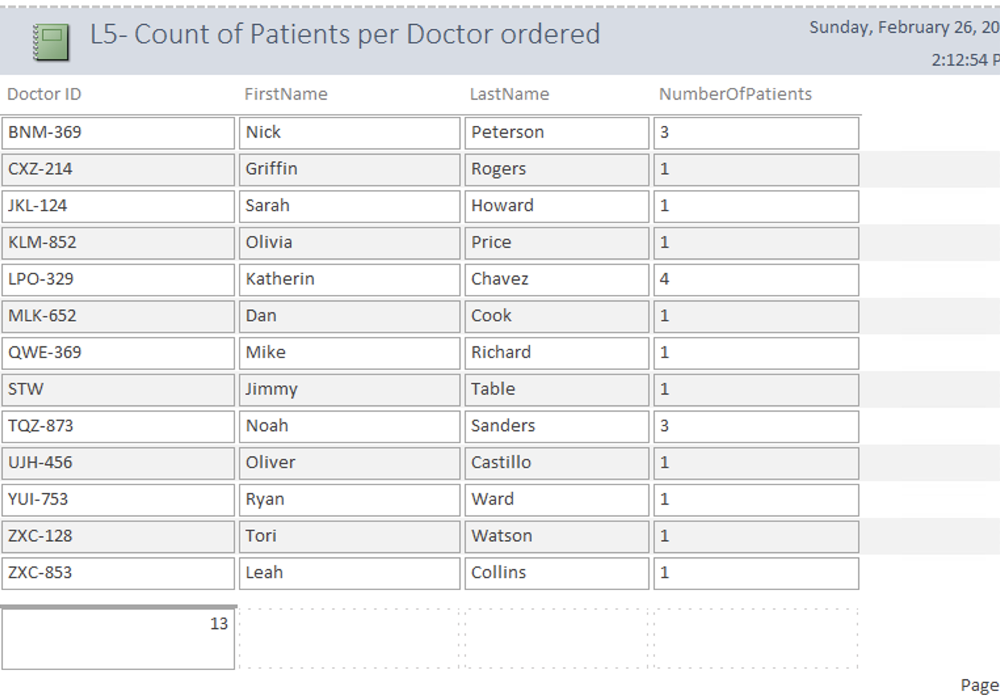 L5- Count of Patients per Doctor ordered
Sunday, February 26, 20
2:12:54 P
Doctor ID FirstName LastName NumberOfPatients
BNM-369 Nick Peterson 3
CXZ-214 Griffin Rogers 1
JKL-124 Sarah Howard 1
KLM-852 Olivia Price 1
LPO-329 Katherin Chavez 4
MLK-652 Dan Cook 1
QWE-369 Mike Richard 1
STW Jimmy Table 1
TQZ-873 Noah Sanders 3
UJH-456 Oliver Castillo 1
YUI-753 Ryan Ward 1
ZXC-128 Tori Watson 1
ZXC-853 Leah Collins 1
13
Page